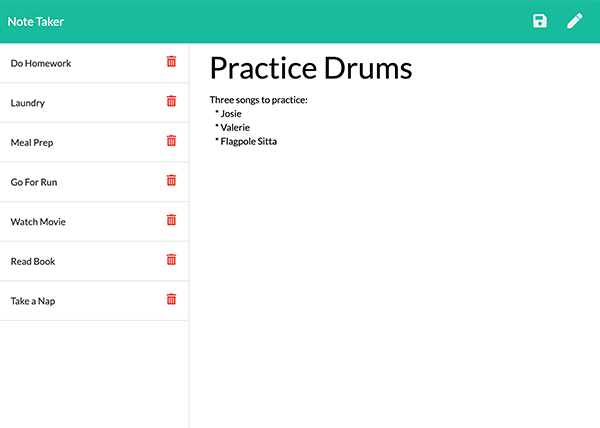 Note Taker
Do Homework
Laundry
Meal Prep
Go For Run
Watch Movie
Read Book
Take a Nap
Practice Drums
Three songs to practice:
* Josie
* Valerie
* Flagpole Sitta